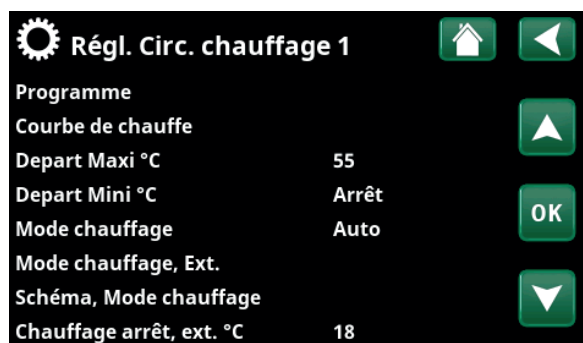 Régl. Circ. chauffage 1
Programme
Courbe de chauffe
Depart Maxi °C 55
Depart Mini °C Arrêt
OK
Mode chauffage Auto
Mode chauffage, Ext.
Schéma, Mode chauffage
Chauffage arrêt, ext. °C 18